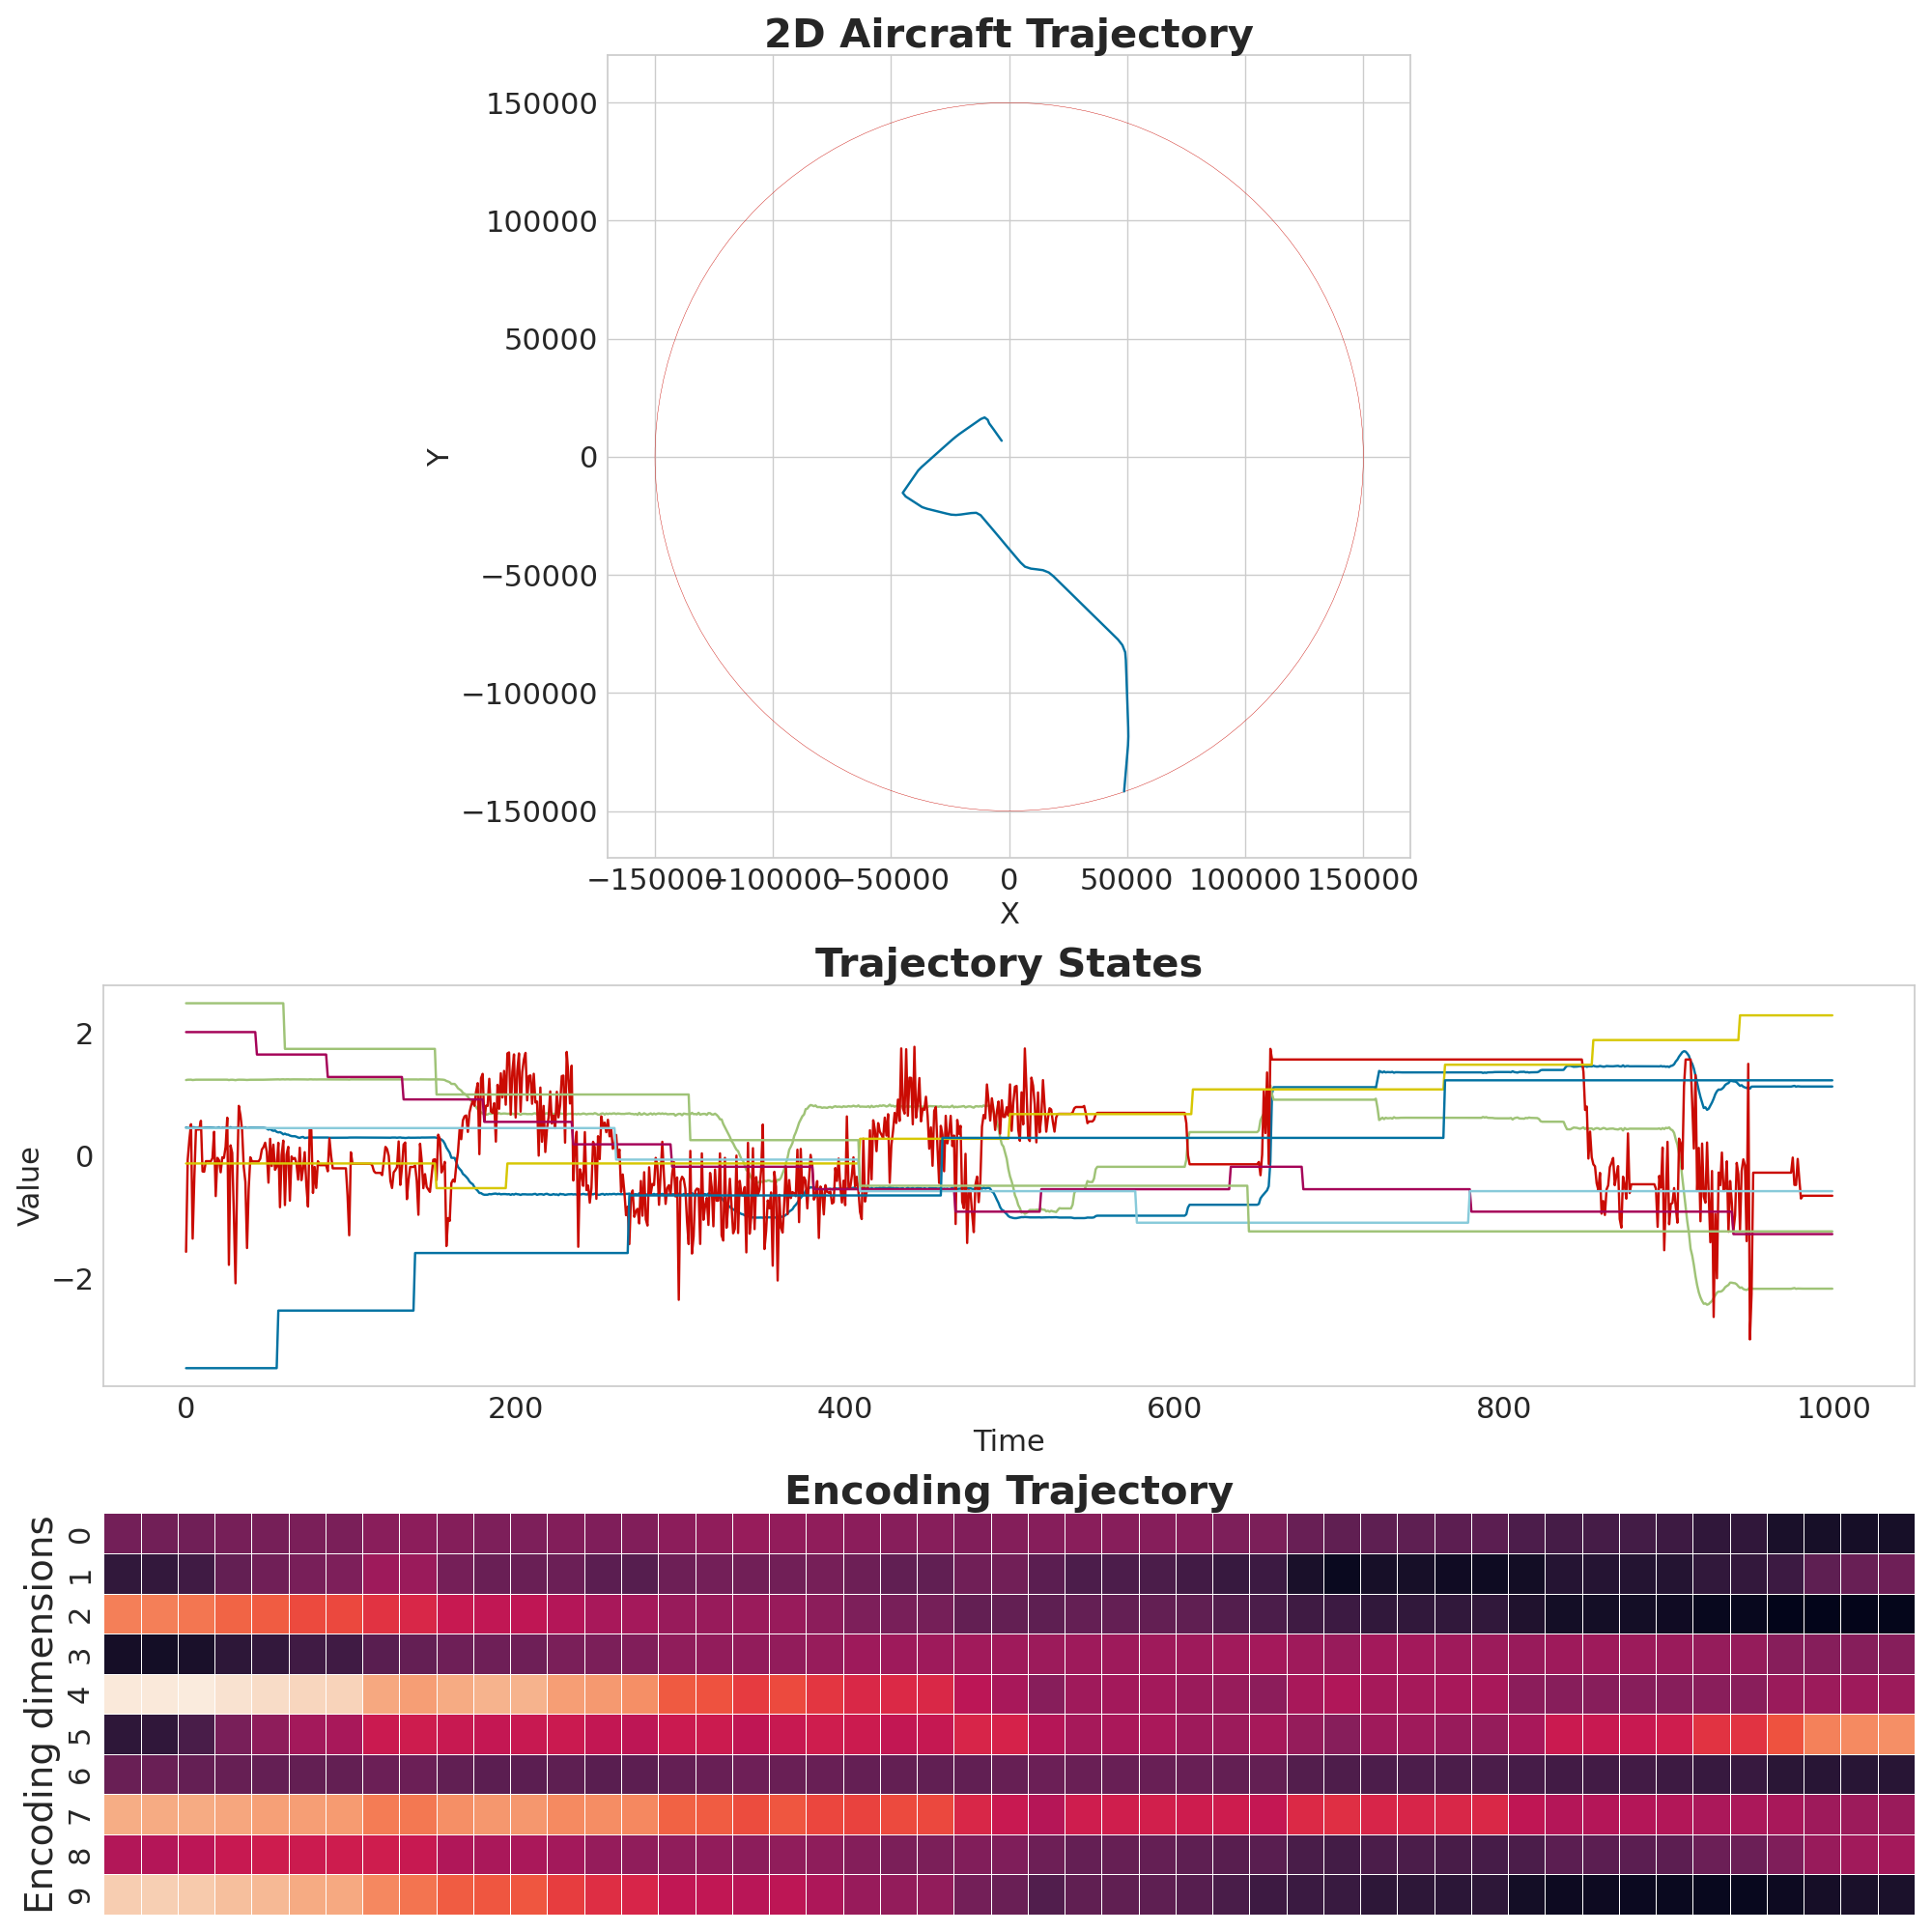 2D Aircraft Trajectory
150000
100000
50000
0
−50000
−100000
−150000
Y
−150000 −100000 −50000 0 50000 100000 150000
X
Trajectory States
2
0
−2
Value
0 200 400 600 800 1000
Time
Encoding Trajectory
Encoding dimensions
0
1
2
3
4
5
6
7
8
9